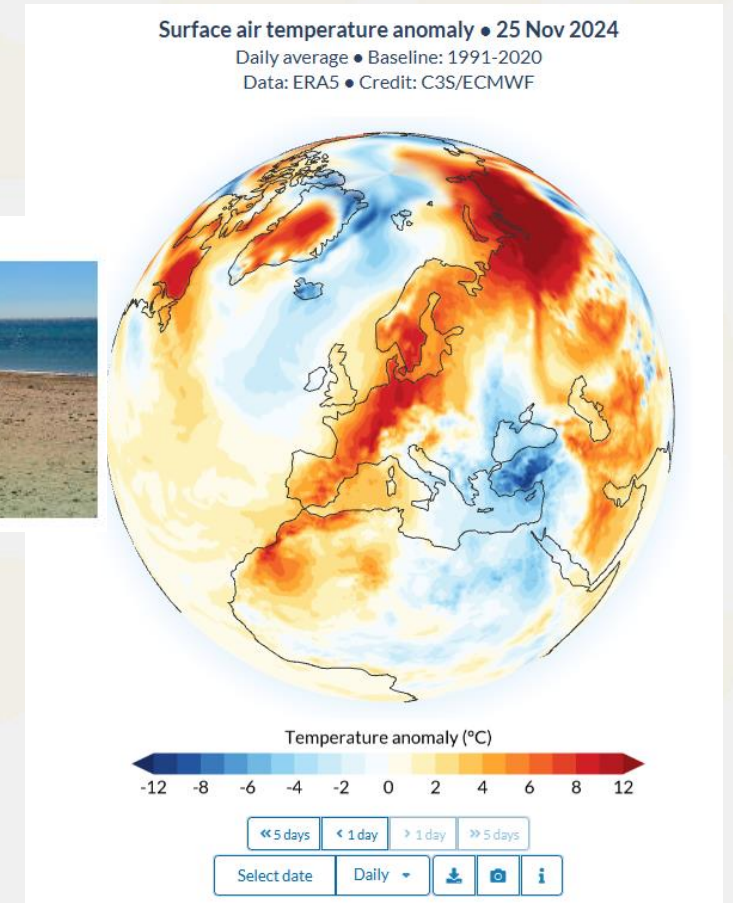 Surface air temperature anomaly • 25 Nov 2024
Daily average • Baseline: 1991-2020
Data: ERA5 • Credit: C3S/ECMWF
Temperature anomaly (°C)
-12 -8 -6 -4 -2 0 2 4 6 8 12
« 5 days ‹ 1 day › 1 day » 5 days
Select date Daily i